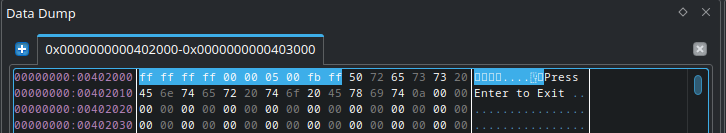 Data Dump
0x0000000000402000-0x0000000000403000
00000000:00402000 ff ff ff ff 00 00 05 00 fb ff 50 72 65 73 73 20 ....Press
00000000:00402010 45 6e 74 65 72 20 74 6f 20 45 78 69 74 0a 00 00 Enter to Exit ..
00000000:00402020 00 00 00 00 00 00 00 00 00 00 00 00 00 00 00 00 ................
00000000:00402030 00 00 00 00 00 00 00 00 00 00 00 00 00 00 00 00 ................